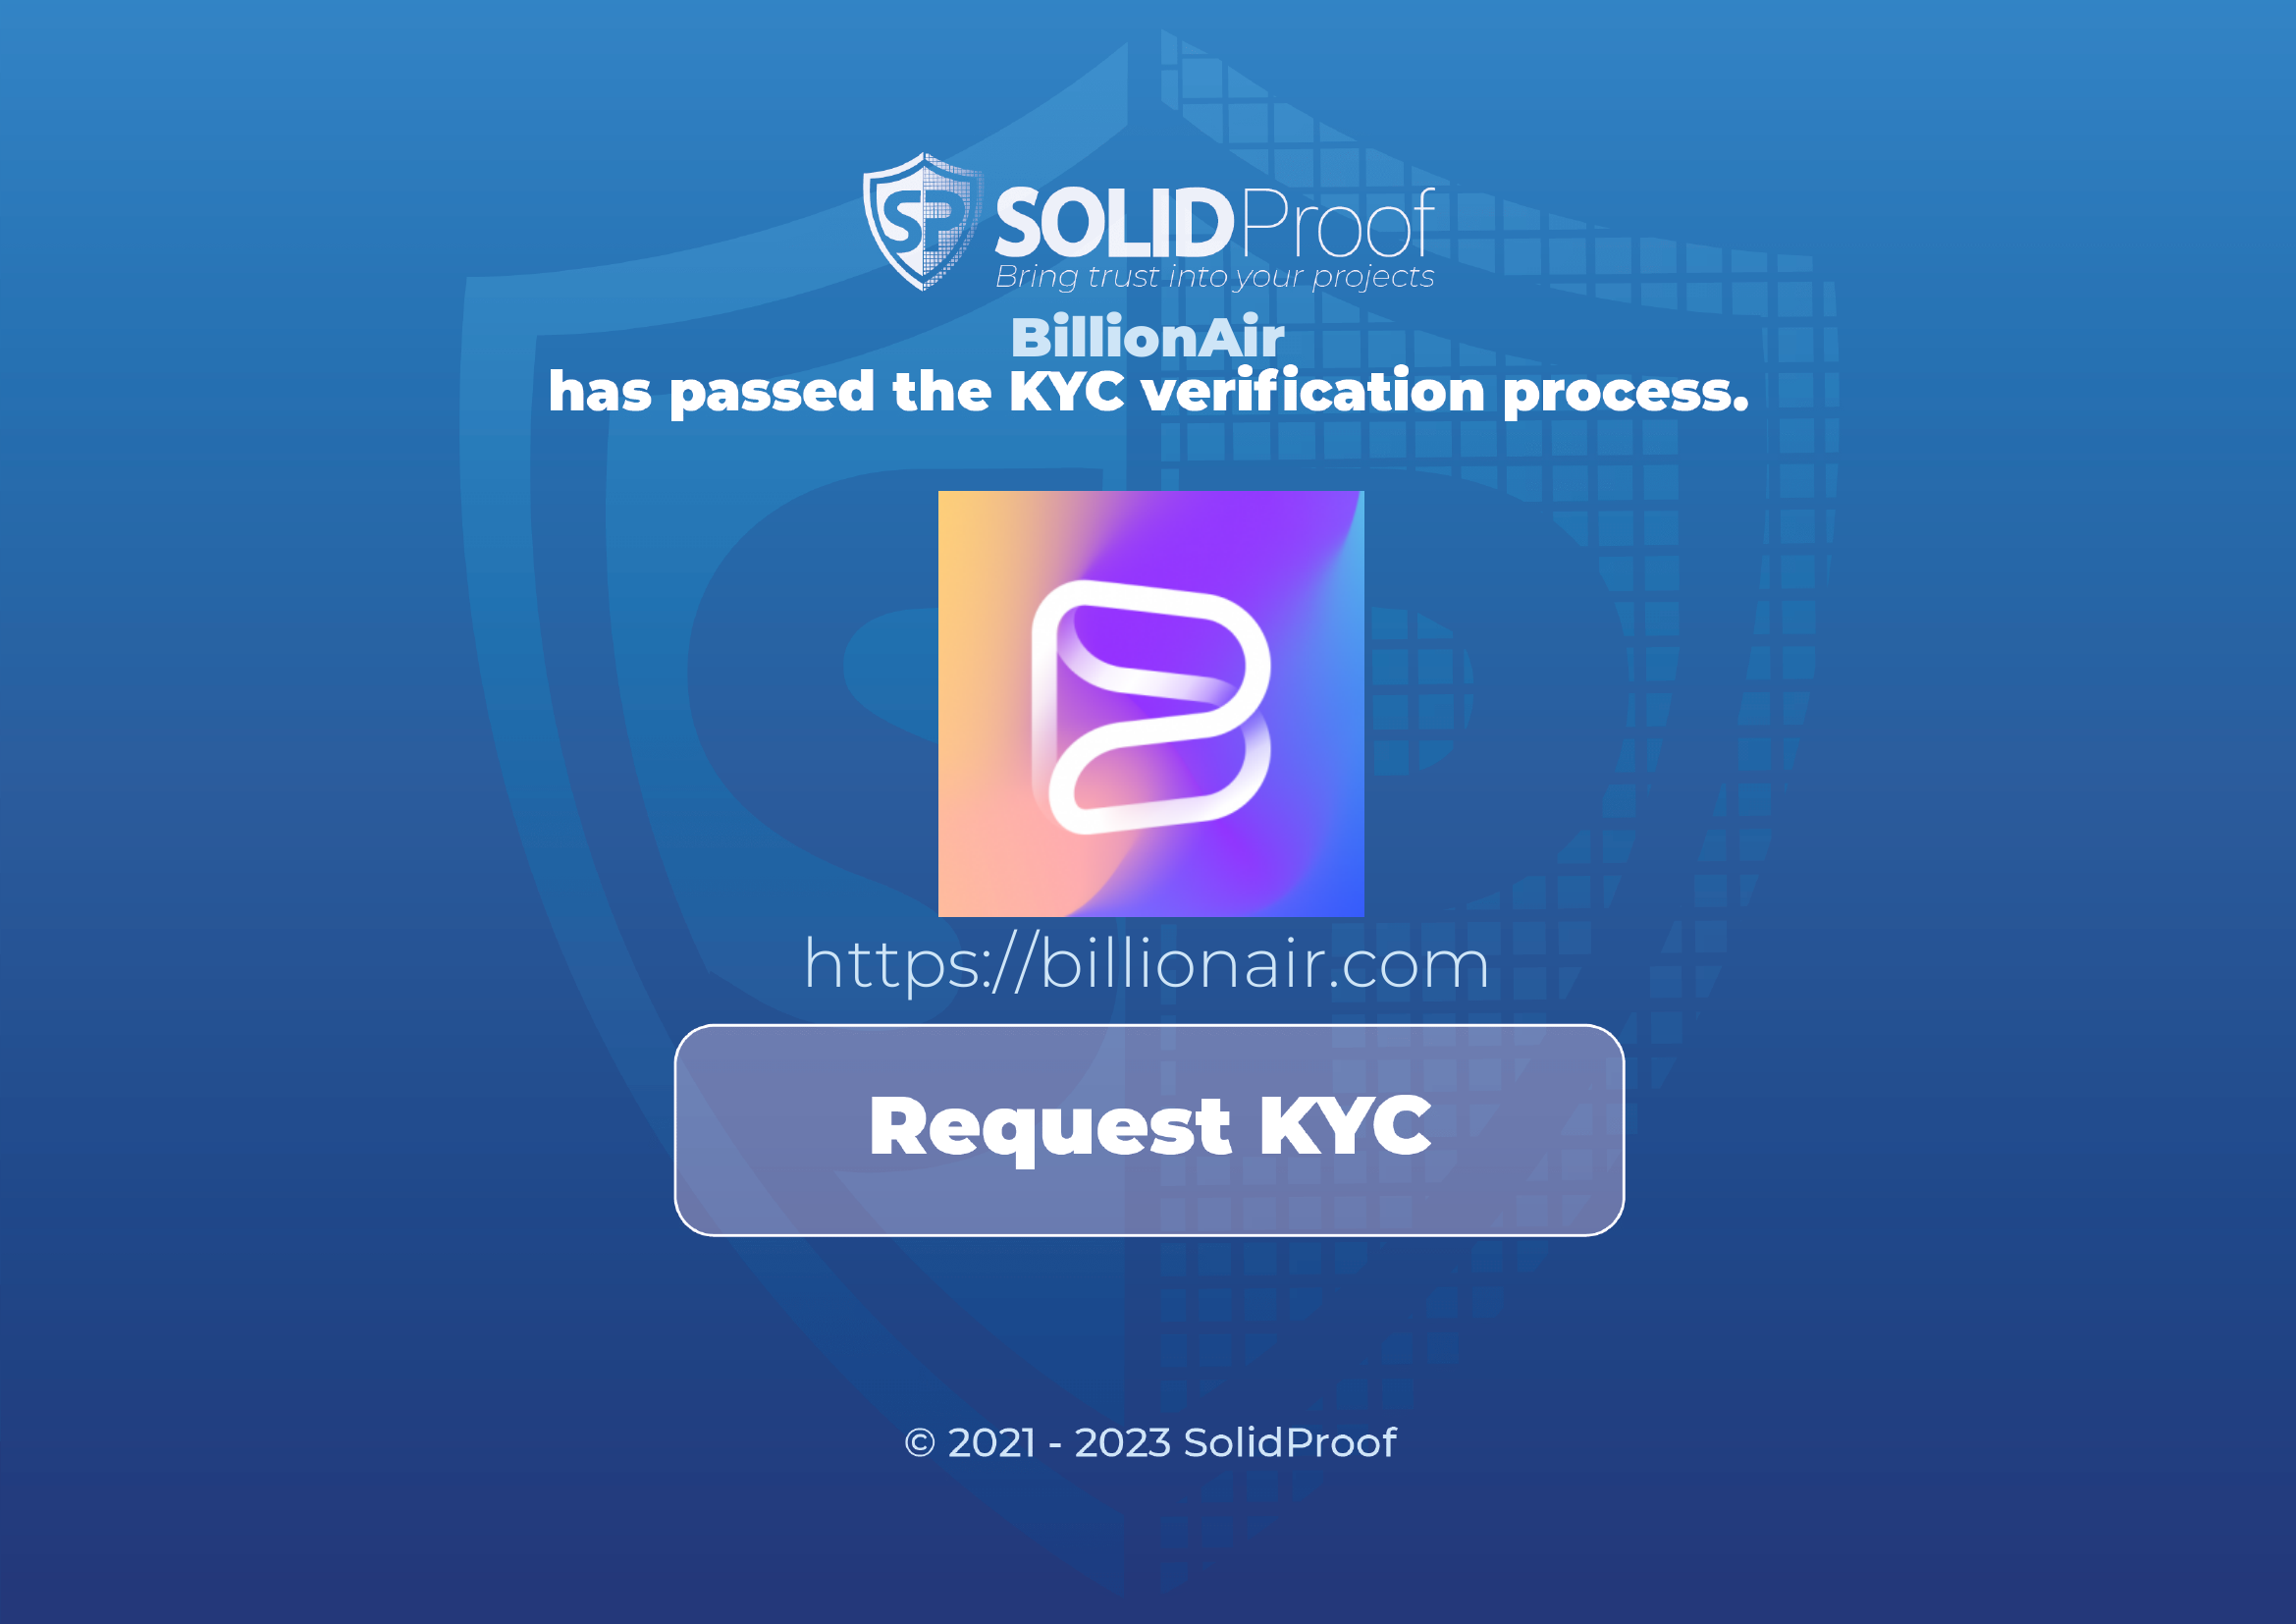 SP SOLIDProof
Bring trust into your projects
BillionAir
has passed the KYC verification process.
https://billionair.com
Request KYC
© 2021 - 2023 SolidProof